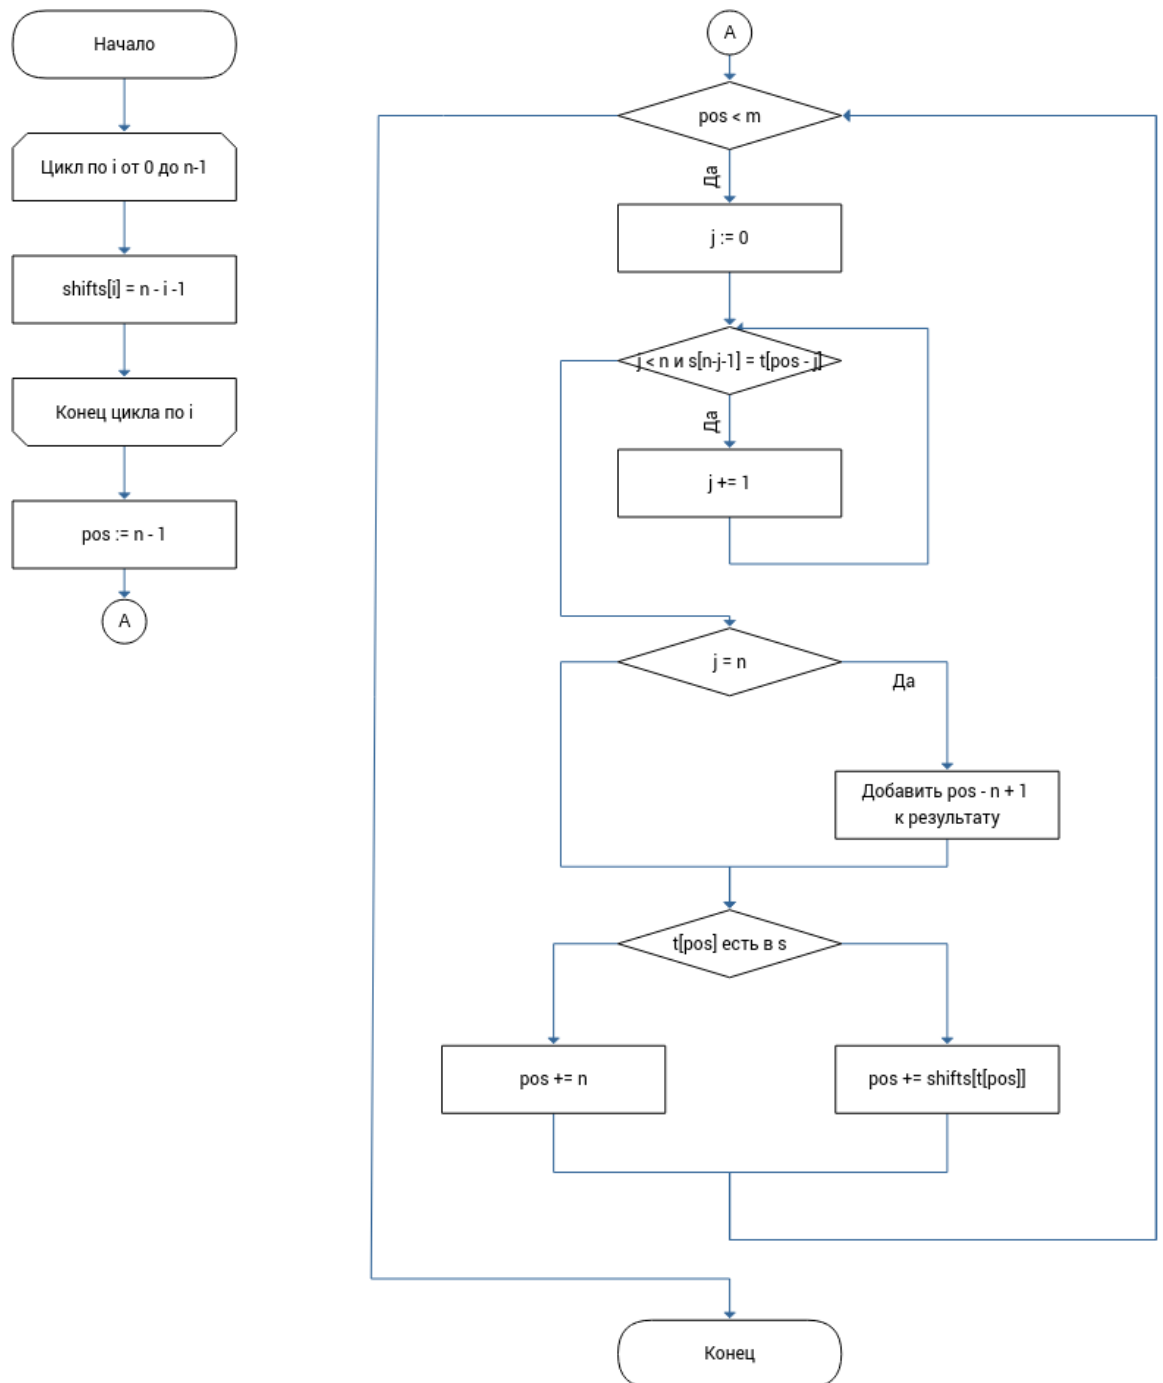 Начало
Цикл по i от 0 до n-1
shifts[i] = n - i -1
Конец цикла по i
pos := n - 1
A
A
pos < m
Да
j := 0
j < n и s[n-j-1] = t[pos - j]
Да
j += 1
j = n
Да
Добавить pos - n + 1
к результату
t[pos] есть в s
pos += n
pos += shifts[t[pos]]
Конец